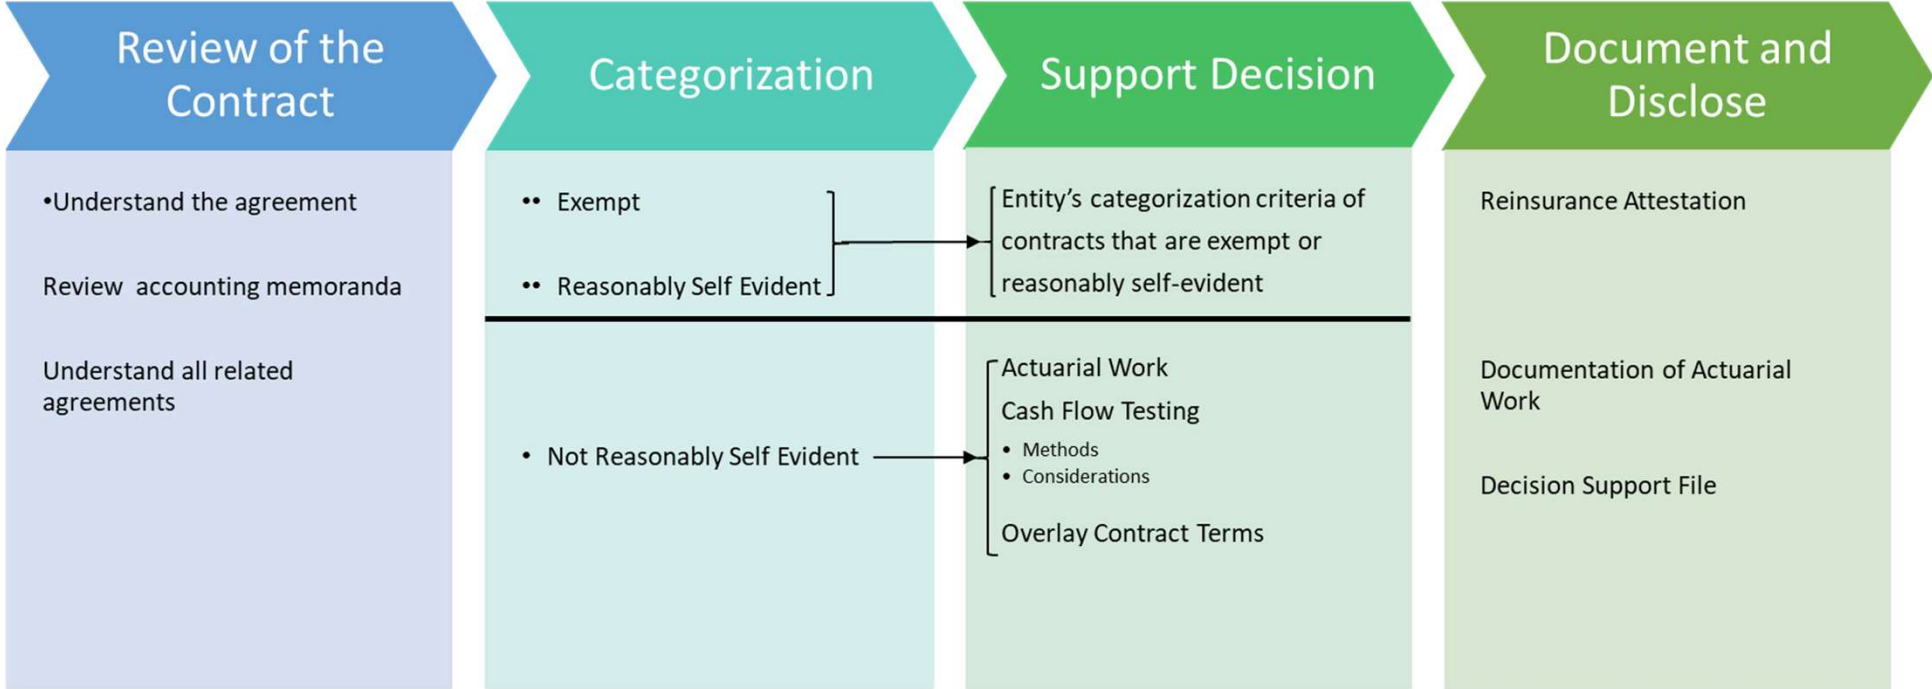 Review of the
Contract
Categorization
Support Decision
Document and
Disclose
•Understand the agreement
Review accounting memoranda
Understand all related
agreements
•• Exempt
•• Reasonably Self Evident
• Not Reasonably Self Evident
Entity's categorization criteria of
contracts that are exempt or
reasonably self-evident
Actuarial Work
Cash Flow Testing
• Methods
• Considerations
Overlay Contract Terms
Reinsurance Attestation
Documentation of Actuarial
Work
Decision Support File